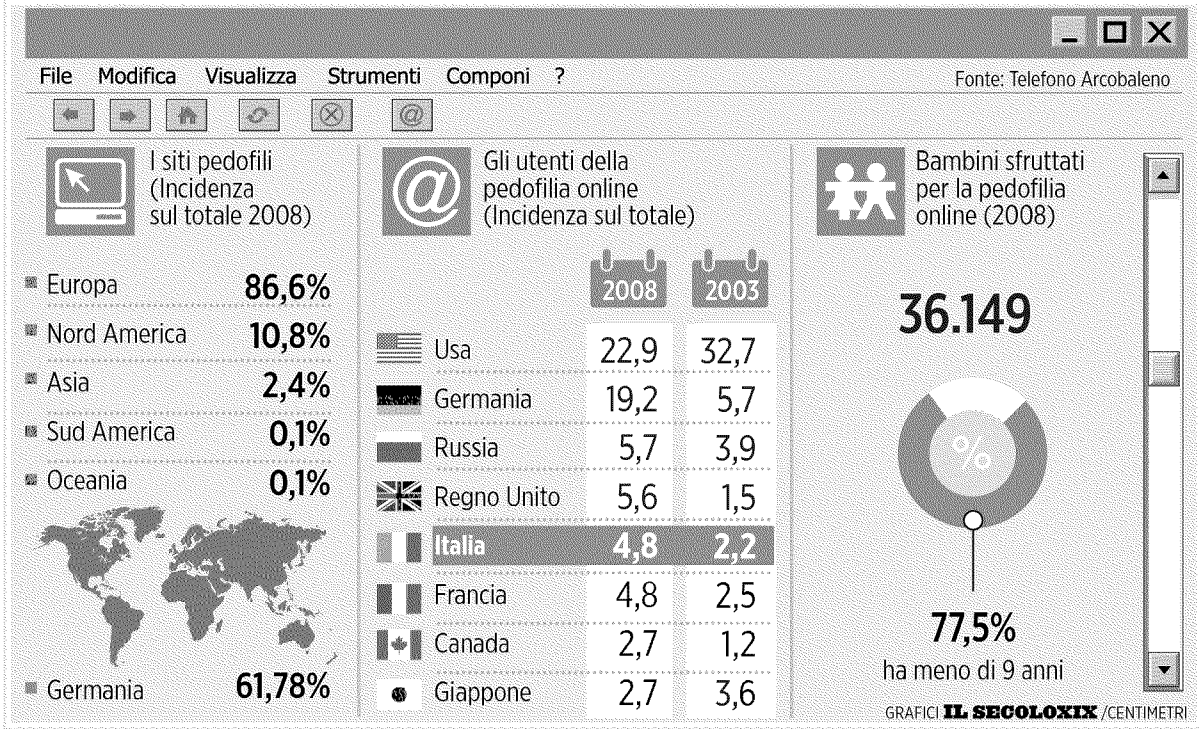 File Modifica Visualizza Strumenti Componi ?
Fonte: Telefono Arcobaleno
@
I siti pedofili
(Incidenza
sul totale 2008)
Europa 86,6%
Nord America 10,8%
Asia 2,4%
Sud America 0,1%
Oceania 0,1%
Germania 61,78%
@
Gli utenti della
pedofilia online
(Incidenza sul totale)
2008 2003
Usa 22,9 32,7
Germania 19,2 5,7
Russia 5,7 3,9
Regno Unito 5,6 1,5
Italia 4,8 2,2
Francia 4,8 2,5
Canada 2,7 1,2
Giappone 2,7 3,6
Bambini sfruttati
per la pedofilia
online (2008)
36.149
%
77,5%
ha meno di 9 anni
GRAFICI IL SECOLOXIX /CENTIMETRI